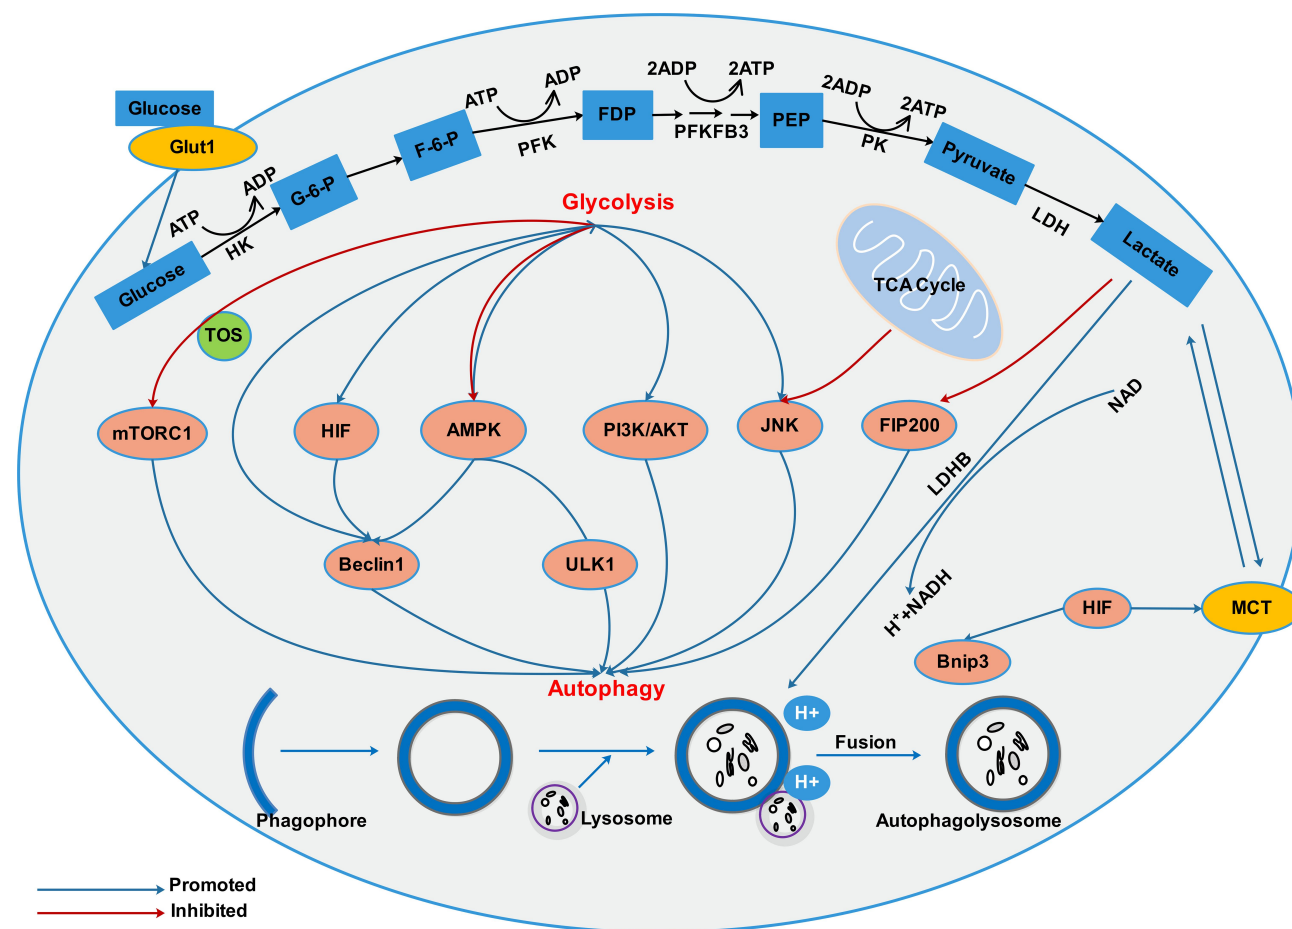 2ADP
2ATP
ADP
2ADP
2ATP
ATP
Glucose
FDP
PFKFB3
PEP
F-6-P
PFK
PK
Glut1
Pyruvate
ADP
G-6-P
ATP
HK
Glycolysis
LDH
Lactate
Glucose
TCA Cycle
TOS
NAD
mTORC1
HIF
AMPK
PI3K/AKT
JNK
FIP200
LDHB
Beclin1
ULK1
H++NADH
HIF
MCT
Bnip3
Autophagy
H+
Fusion
H+
Phagophore
Lysosome
Autophagolysosome
Promoted
Inhibited